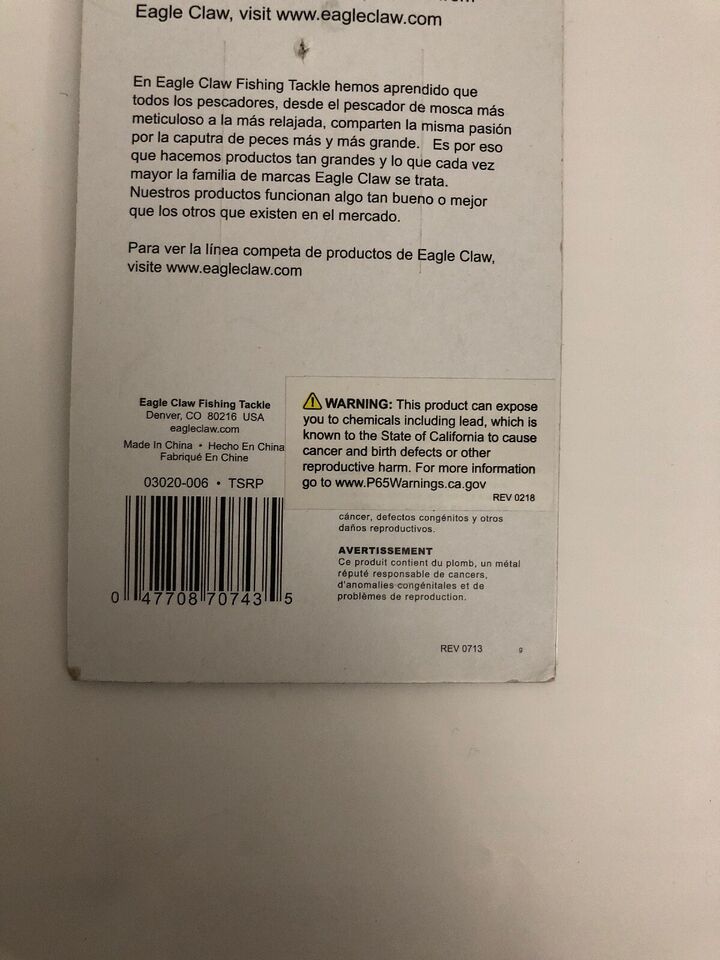 Eagle Claw, visit www.eagleclaw.com
En Eagle Claw Fishing Tackle hemos aprendido que
todos los pescadores, desde el pescador de mosca más
meticuloso a la más relajada, comparten la misma pasión
por la caputra de peces más y más grande. Es por eso
que hacemos productos tan grandes y lo que cada vez
mayor la familia de marcas Eagle Claw se trata.
Nuestros productos funcionan algo tan bueno o mejor
que los otros que existen en el mercado.
Para ver la línea competa de productos de Eagle Claw,
visite www.eagleclaw.com
Eagle Claw Fishing Tackle
Denver, CO 80216 USA
eagleclaw.com
Made In China • Hecho En China
Fabriqué En Chine
03020-006 • TSRP
0 47708 70743 5
WARNING: This product can expose
you to chemicals including lead, which is
known to the State of California to cause
cancer and birth defects or other
reproductive harm. For more information
go to www.P65Warnings.ca.gov
REV 0218
cáncer, defectos congénitos y otros
daños reproductivos.
AVERTISSEMENT
Ce produit contient du plomb, un métal
réputé responsable de cancers,
d'anomalies congénitales et de
problèmes de reproduction.
REV 0713
g